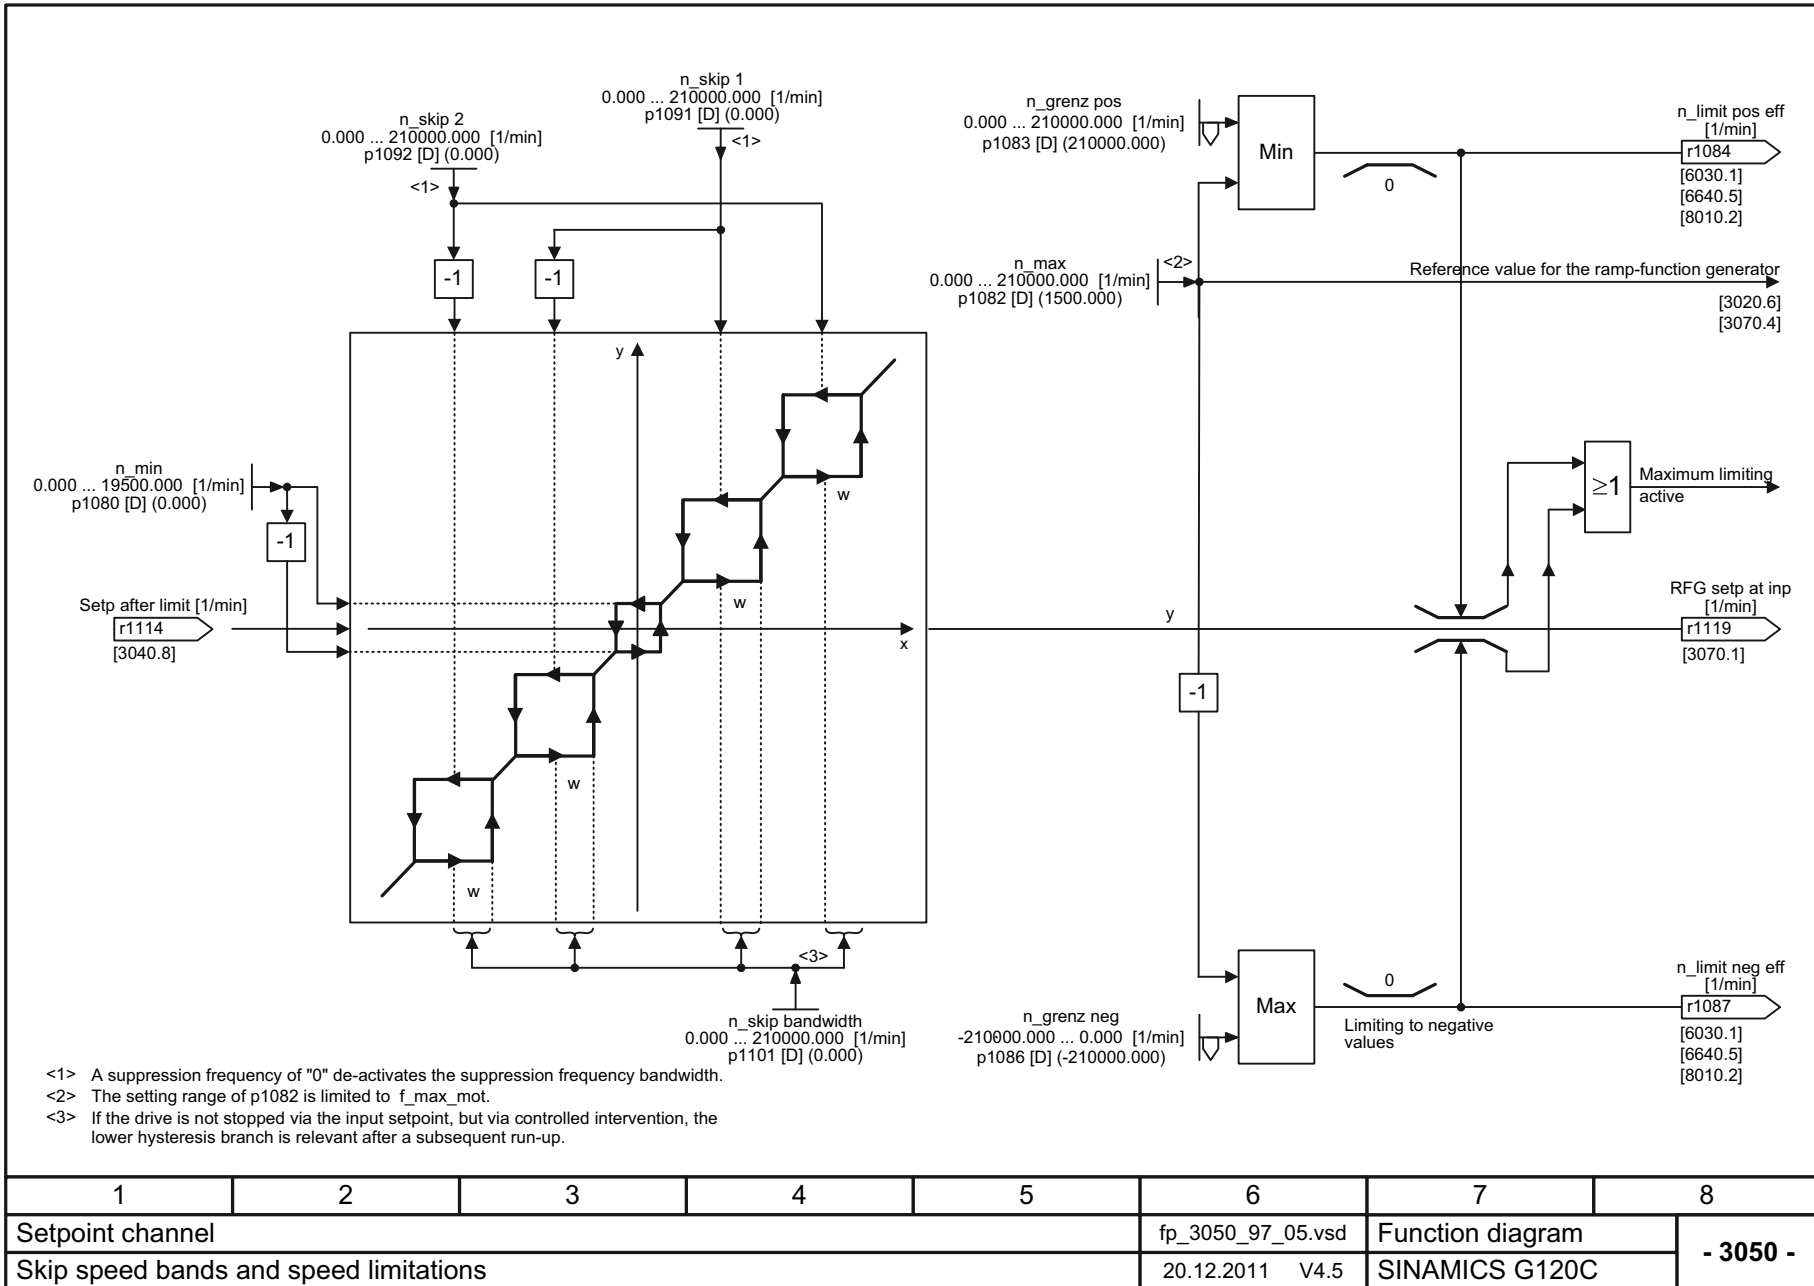 n_skip 1
0.000 ... 210000.000 [1/min]
p1091 [D] (0.000)
<1>
n_skip 2
0.000 ... 210000.000 [1/min]
p1092 [D] (0.000)
<1>
-1
-1
n_min
0.000 ... 19500.000 [1/min]
p1080 [D] (0.000)
-1
Setp after limit [1/min]
r1114
[3040.8]
y
x
w
w
w
w
<3>
n_skip bandwidth
0.000 ... 210000.000 [1/min]
p1101 [D] (0.000)
n_grenz pos
0.000 ... 210000.000 [1/min]
p1083 [D] (210000.000)
Min
0
n_limit pos eff
[1/min]
r1084
[6030.1]
[6640.5]
[8010.2]
n_max
0.000 ... 210000.000 [1/min]
p1082 [D] (1500.000)
<2>
Reference value for the ramp-function generator
[3020.6]
[3070.4]
≥1
Maximum limiting
active
y
RFG setp at inp
[1/min]
r1119
[3070.1]
-1
n_grenz neg
-210000.000 ... 0.000 [1/min]
p1086 [D] (-210000.000)
Max
0
Limiting to negative
values
n_limit neg eff
[1/min]
r1087
[6030.1]
[6640.5]
[8010.2]
<1> A suppression frequency of "0" de-activates the suppression frequency bandwidth.
<2> The setting range of p1082 is limited to f_max_mot.
<3> If the drive is not stopped via the input setpoint, but via controlled intervention, the
lower hysteresis branch is relevant after a subsequent run-up.
1 2 3 4 5 6 7 8
Setpoint channel
fp_3050_97_05.vsd
Function diagram
- 3050 -
Skip speed bands and speed limitations
20.12.2011 V4.5
SINAMICS G120C